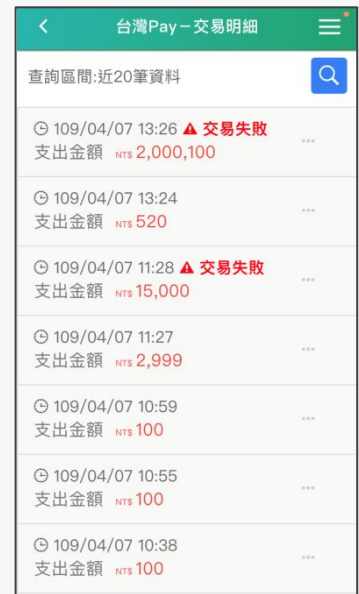 台灣Pay－交易明細
查詢區間:近20筆資料
109/04/07 13:26 交易失敗
支出金額 NT$ 2,000,100
109/04/07 13:24
支出金額 NT$ 520
109/04/07 11:28 交易失敗
支出金額 NT$ 15,000
109/04/07 11:27
支出金額 NT$ 2,999
109/04/07 10:59
支出金額 NT$ 100
109/04/07 10:55
支出金額 NT$ 100
109/04/07 10:38
支出金額 NT$ 100